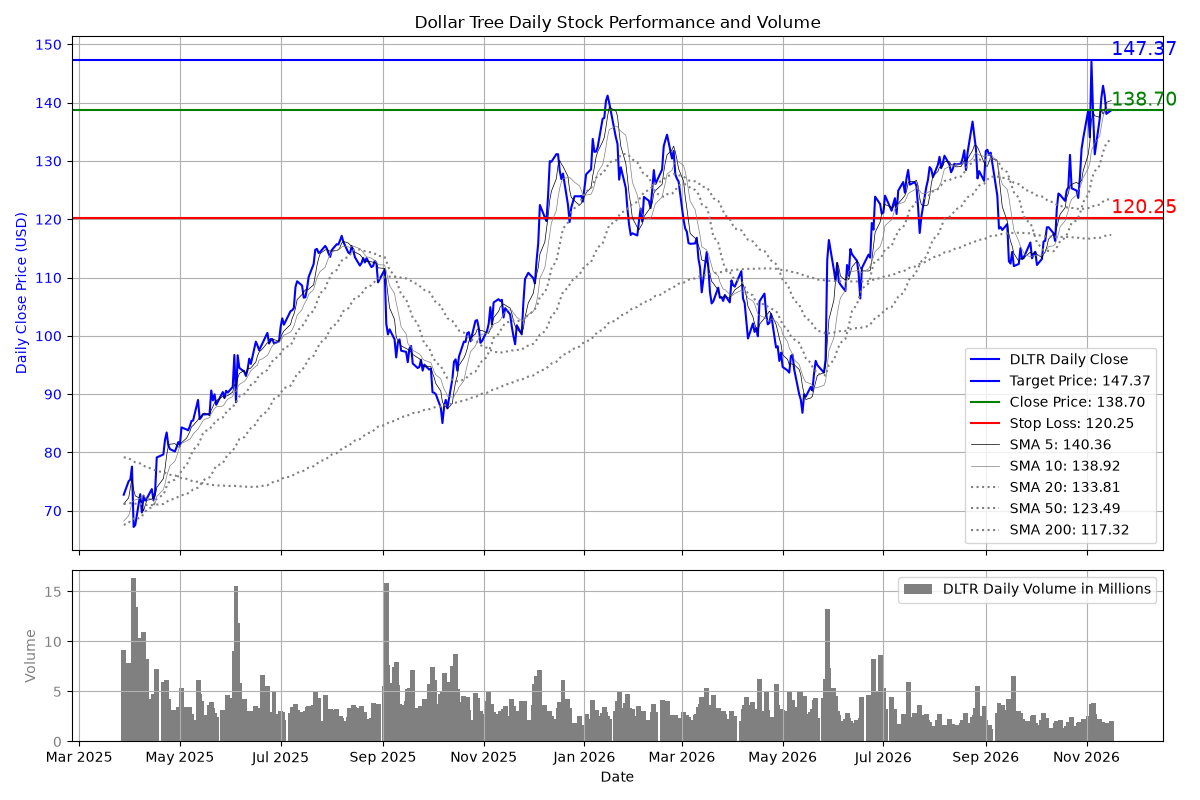 Dollar Tree Daily Stock Performance and Volume
150
140
130
120
110
100
90
80
70
Daily Close Price (USD)
147.37
138.70
120.25
DLTR Daily Close
Target Price: 147.37
Close Price: 138.70
Stop Loss: 120.25
SMA 5: 140.36
SMA 10: 138.92
SMA 20: 133.81
SMA 50: 123.49
SMA 200: 117.32
15
10
5
0
Volume
DLTR Daily Volume in Millions
Mar 2025 May 2025 Jul 2025 Sep 2025 Nov 2025 Jan 2026 Mar 2026 May 2026 Jul 2026 Sep 2026 Nov 2026
Date